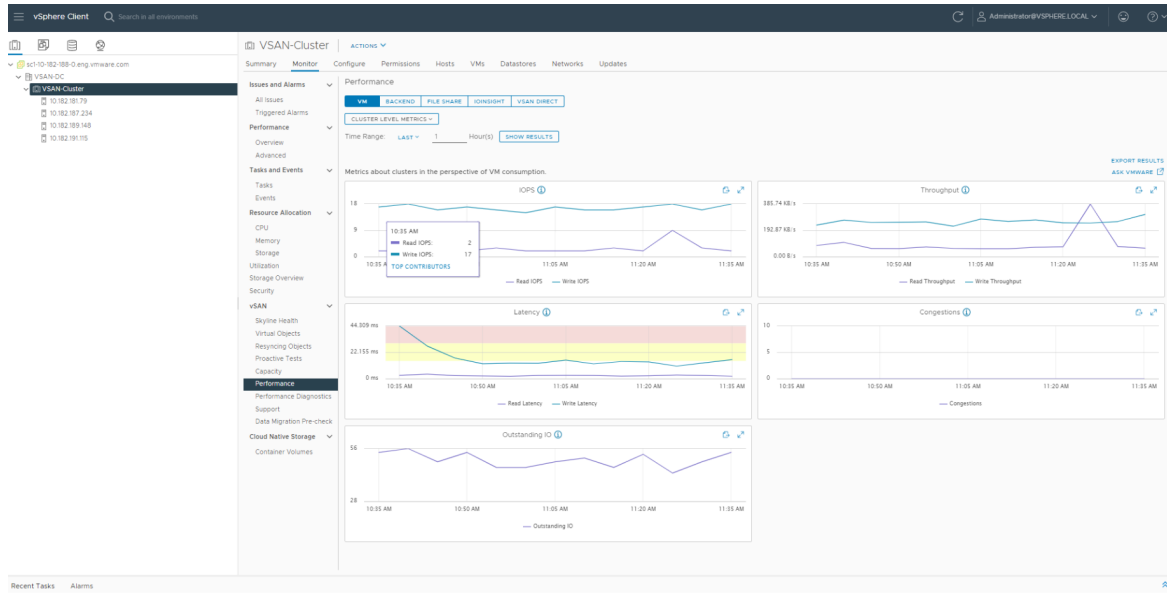 vSphere Client
Search in all environments
Administrator@VSPHERE.LOCAL
sc1-10-182-188-0.eng.vmware.com
VSAN-DC
VSAN-Cluster
10.182.181.79
10.182.187.234
10.182.189.148
10.182.191.115
VSAN-Cluster
ACTIONS
Summary Monitor Configure Permissions Hosts VMs Datastores Networks Updates
Issues and Alarms
All Issues
Triggered Alarms
Performance
Overview
Advanced
Tasks and Events
Tasks
Events
Resource Allocation
CPU
Memory
Storage
Utilization
Storage Overview
Security
vSAN
Skyline Health
Virtual Objects
Resyncing Objects
Proactive Tests
Capacity
Performance
Performance Diagnostics
Support
Data Migration Pre-check
Cloud Native Storage
Container Volumes
Performance
VM BACKEND FILE SHARE IOINSIGHT VSAN DIRECT
CLUSTER LEVEL METRICS
Time Range: LAST 1 Hour(s) SHOW RESULTS
EXPORT RESULTS
Metrics about clusters in the perspective of VM consumption.
ASK VMWARE
IOPS
18
9
0
10:35 AM
Read IOPS: 2
Write IOPS: 17
TOP CONTRIBUTORS
10:35 A 11:05 AM 11:20 AM 11:35 AM
Read IOPS Write IOPS
Throughput
385.74 KB/s
192.87 KB/s
0.00 B/s
10:35 AM 10:50 AM 11:05 AM 11:20 AM 11:35 AM
Read Throughput Write Throughput
Latency
44.309 ms
22.155 ms
0 ms
10:35 AM 10:50 AM 11:05 AM 11:20 AM 11:35 AM
Read Latency Write Latency
Congestions
10
5
0
10:35 AM 10:50 AM 11:05 AM 11:20 AM 11:35 AM
Congestions
Outstanding IO
56
28
10:35 AM 10:50 AM 11:05 AM 11:20 AM 11:35 AM
Outstanding IO
Recent Tasks Alarms